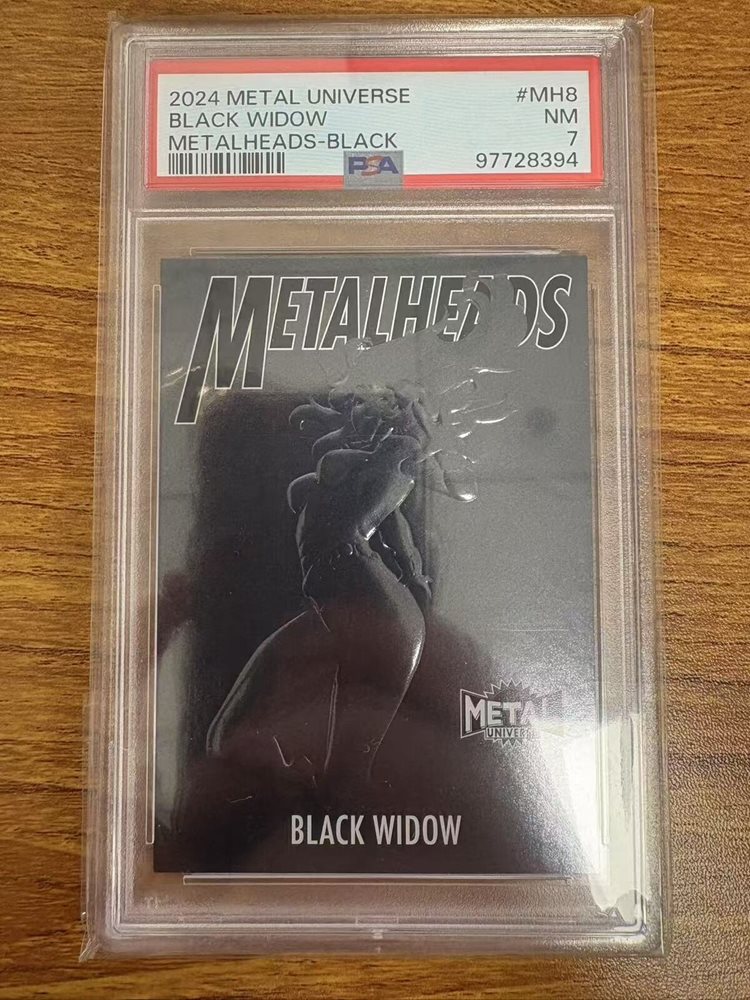 2024 METAL UNIVERSE #MH8
BLACK WIDOW NM
METALHEADS-BLACK 7
PSA 97728394
METALHEADS
METAL
UNIVERSE
BLACK WIDOW